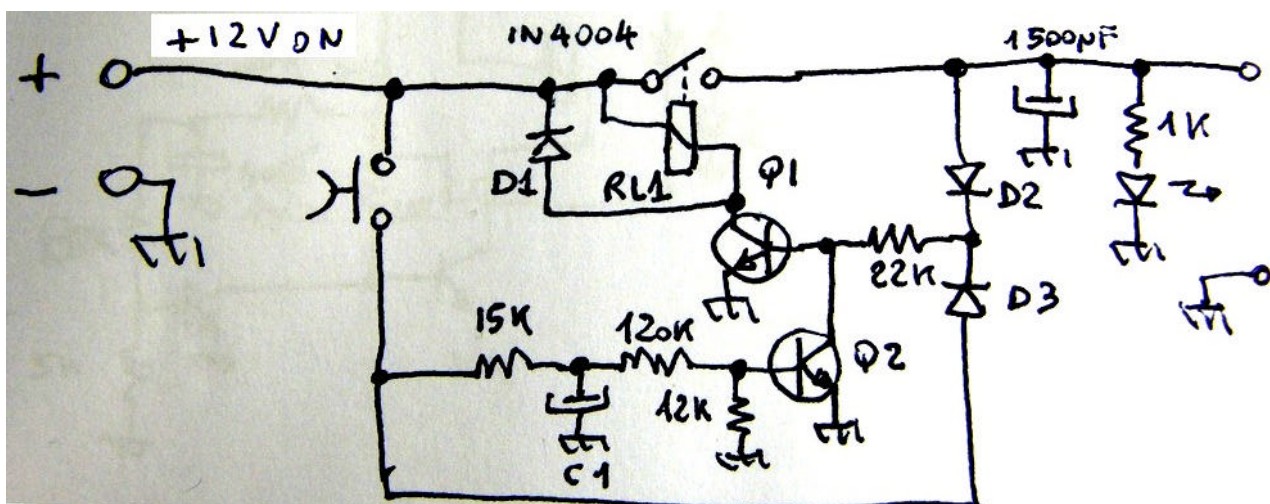 +12V ON
1N4004
1500µF
+
-
D1
RL1
Q1
D2
1K
22K
D3
15K
120K
Q2
12K
C1